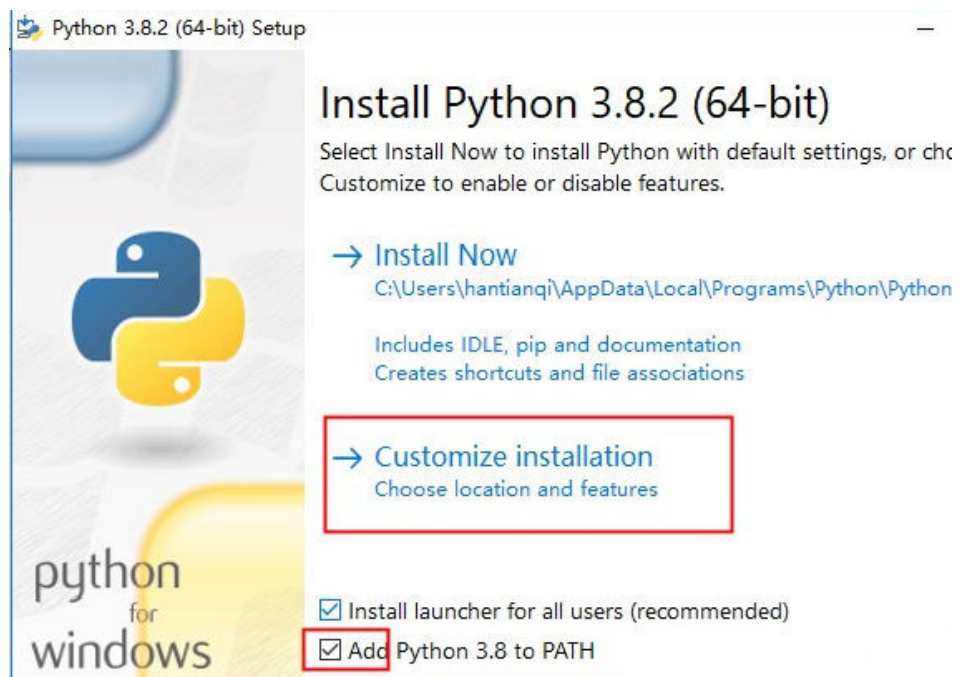 Python 3.8.2 (64-bit) Setup
Install Python 3.8.2 (64-bit)
Select Install Now to install Python with default settings, or
Customize to enable or disable features.
Install Now
C:\Users\hantianqi\AppData\Local\Programs\Python\Python
Includes IDLE, pip and documentation
Creates shortcuts and file associations
Customize installation
Choose location and features
python
for
windows
Install launcher for all users (recommended)
Add Python 3.8 to PATH